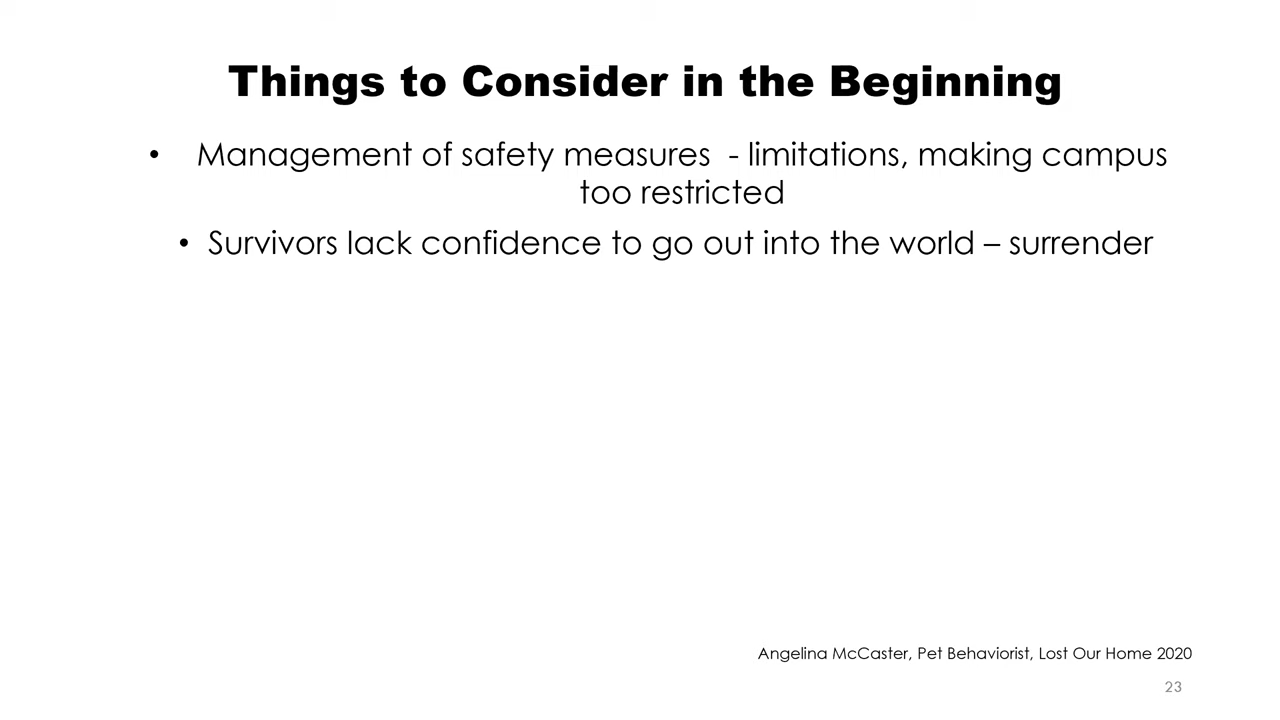 Things to Consider in the Beginning
• Management of safety measures - limitations, making campus
too restricted
• Survivors lack confidence to go out into the world – surrender
Angelina McCaster, Pet Behaviorist, Lost Our Home 2020
23